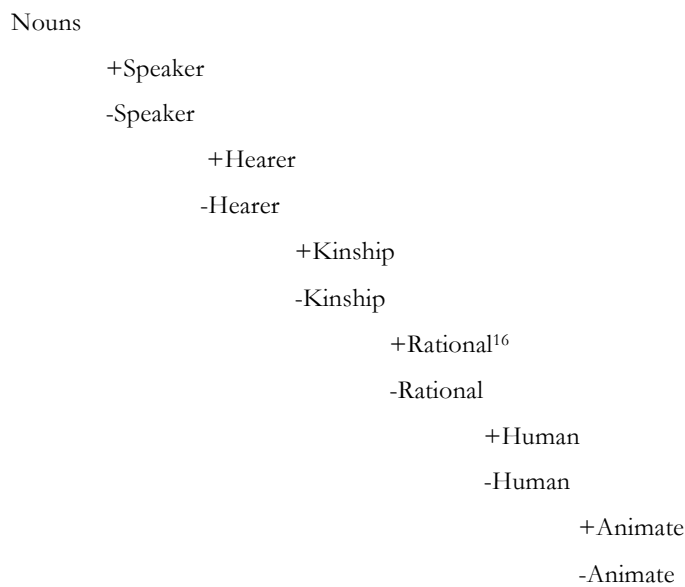 Nouns
+Speaker
-Speaker
+Hearer
-Hearer
+Kinship
-Kinship
+Rational16
-Rational
+Human
-Human
+Animate
-Animate